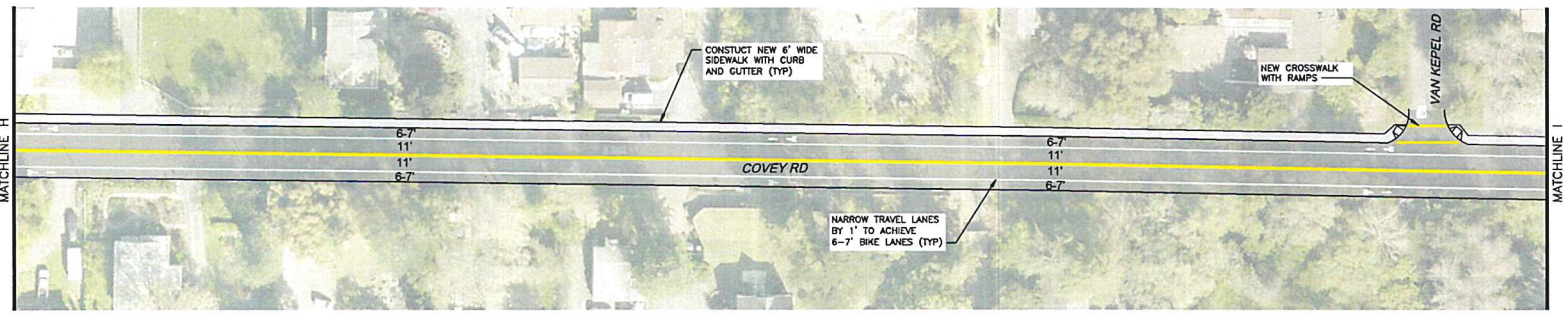 MATCHLINE H
CONSTUCT NEW 6' WIDE
SIDEWALK WITH CURB
AND GUTTER (TYP)
NEW CROSSWALK
WITH RAMPS
VAN KEPEL RD
MATCHLINE I
6-7'
11'
11'
6-7'
COVEY RD
6-7'
11'
11'
6-7'
NARROW TRAVEL LANES
BY 1' TO ACHIEVE
6-7' BIKE LANES (TYP)